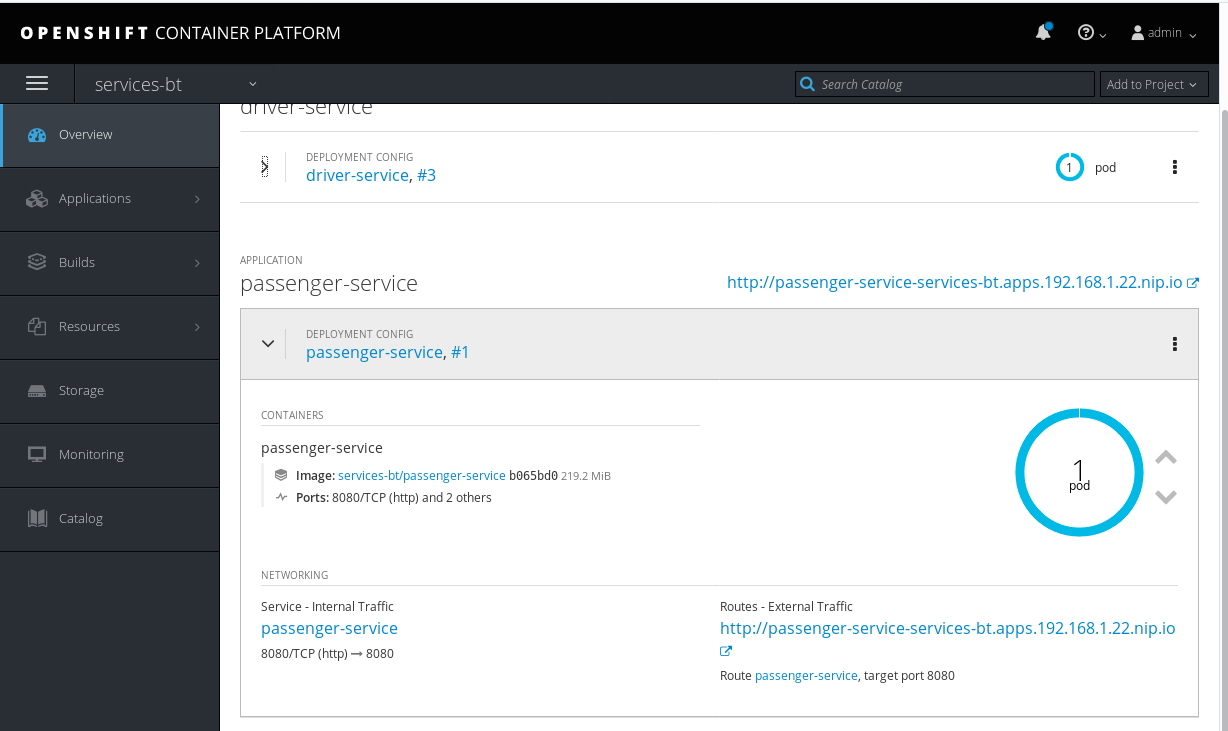 OPENSHIFT CONTAINER PLATFORM
admin
services-bt
Search Catalog
Add to Project
Overview
Applications
Builds
Resources
Storage
Monitoring
Catalog
driver-service
DEPLOYMENT CONFIG
driver-service, #3
1 pod
APPLICATION
passenger-service
http://passenger-service-services-bt.apps.192.168.1.22.nip.io
DEPLOYMENT CONFIG
passenger-service, #1
CONTAINERS
passenger-service
Image: services-bt/passenger-service b065bd0 219.2 MiB
Ports: 8080/TCP (http) and 2 others
1
pod
NETWORKING
Service - Internal Traffic
passenger-service
8080/TCP (http) → 8080
Routes - External Traffic
http://passenger-service-services-bt.apps.192.168.1.22.nip.io
Route passenger-service, target port 8080